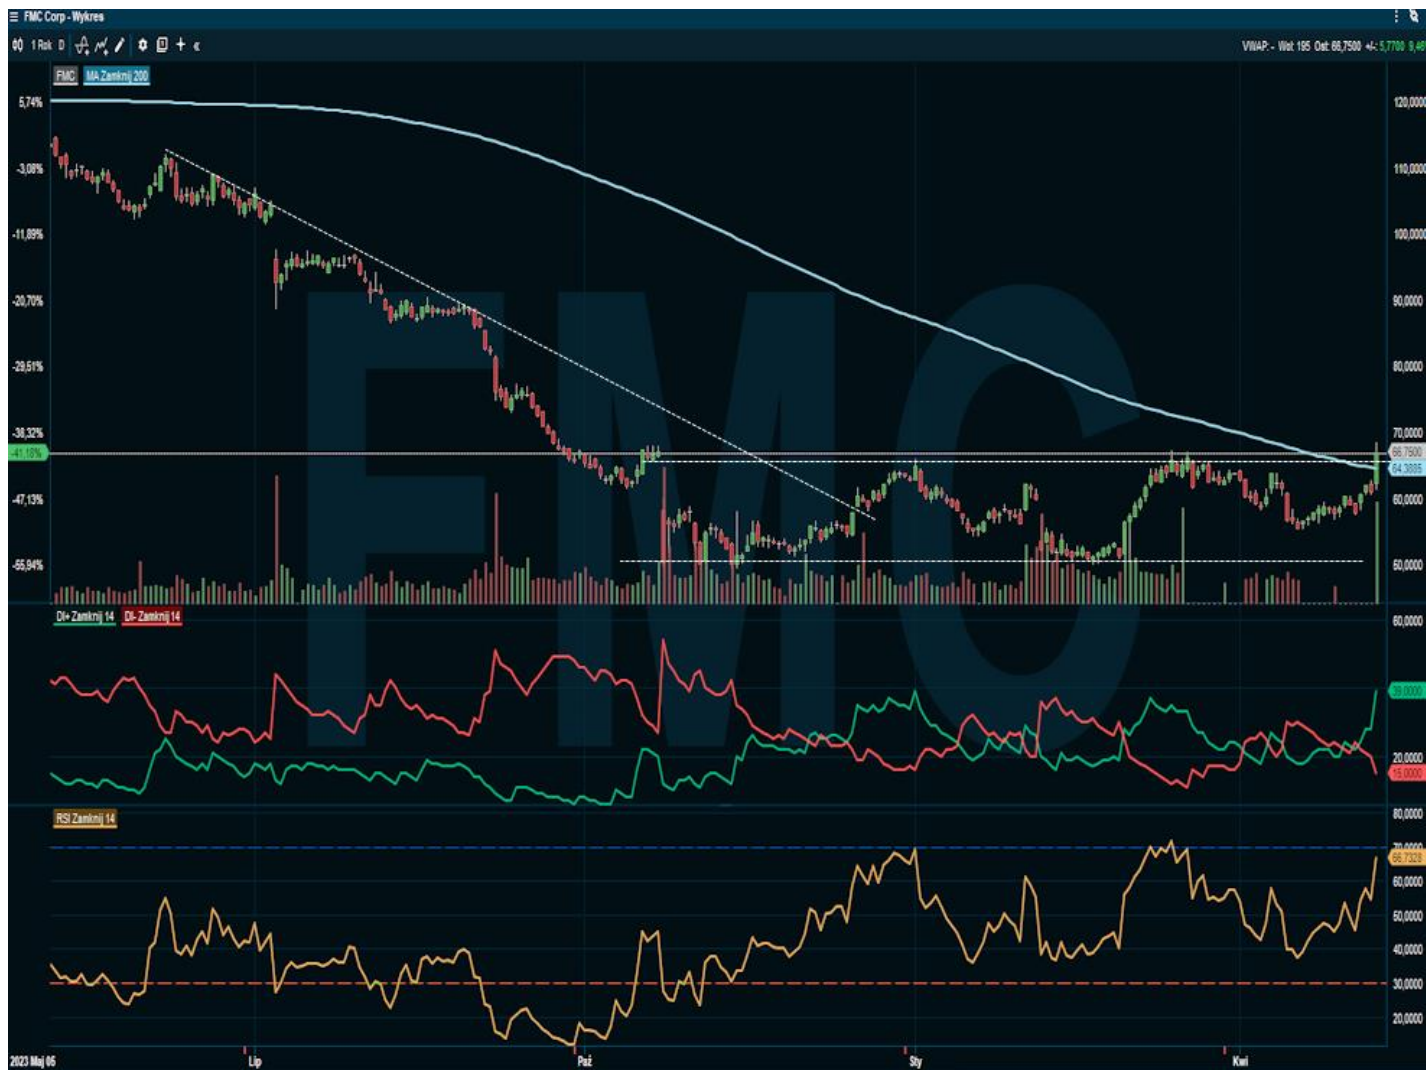 FMC Corp - Wykres
1 Rok D
VWAP: - Wol: 195 Ost: 66,7500 +/-: 5,7700 9,46
FMC MA Zamknij 200
5,74% 120,0000
-3,08% 110,0000
-11,89% 100,0000
-20,70% 90,0000
-29,51% 80,0000
-38,32% 70,0000
-41,18% 66,7500
64,3885
-47,13% 60,0000
-55,94% 50,0000
FMC
DI+ Zamknij 14 DI- Zamknij 14
60,0000
39,0000
20,0000
15,0000
RSI Zamknij 14
80,0000
70,0000
66,7328
60,0000
50,0000
40,0000
30,0000
20,0000
2023 Maj 05 Lip Paź Sty Kwi